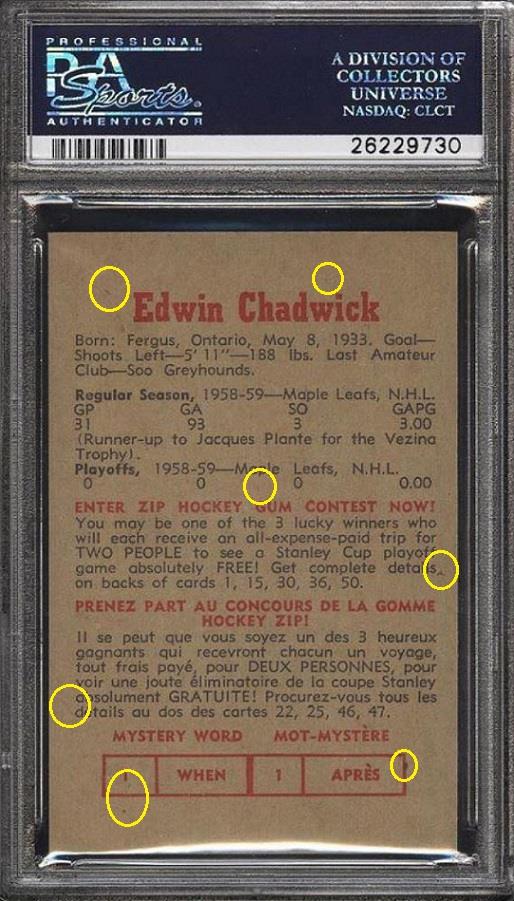 PROFESSIONAL
PSA
Sports
AUTHENTICATOR
A DIVISION OF
COLLECTORS
UNIVERSE
NASDAQ: CLCT
26229730
Edwin Chadwick
Born: Fergus, Ontario, May 8, 1933. Goal—
Shoots Left—5' 11"—188 lbs. Last Amateur
Club—Soo Greyhounds.
Regular Season, 1958-59—Maple Leafs, N.H.L.
GP GA SO GAPG
31 93 3 3.00
(Runner-up to Jacques Plante for the Vezina
Trophy).
Playoffs, 1958-59—Maple Leafs, N.H.L.
0 0 0 0.00
ENTER ZIP HOCKEY GUM CONTEST NOW!
You may be one of the 3 lucky winners who
will each receive an all-expense-paid trip for
TWO PEOPLE to see a Stanley Cup playoff
game absolutely FREE! Get complete details
on backs of cards 1, 15, 30, 36, 50.
PRENEZ PART AU CONCOURS DE LA GOMME
HOCKEY ZIP!
Il se peut que vous soyez un des 3 heureux
gagnants qui recevront chacun un voyage,
tout frais payé, pour DEUX PERSONNES, pour
voir une joute éliminatoire de la coupe Stanley
absolument GRATUITE! Procurez-vous tous les
détails au dos des cartes 22, 25, 46, 47.
MYSTERY WORD MOT-MYSTÈRE
WHEN 1 APRÈS